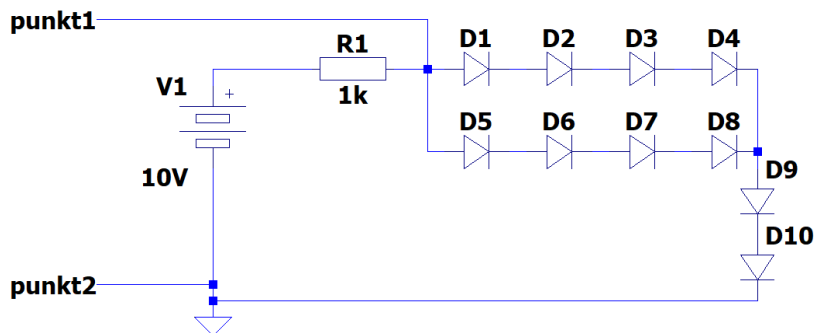 punkt1
R1
D1 D2 D3 D4
V1
+
1k
D5 D6 D7 D8
10V
D9
D10
punkt2